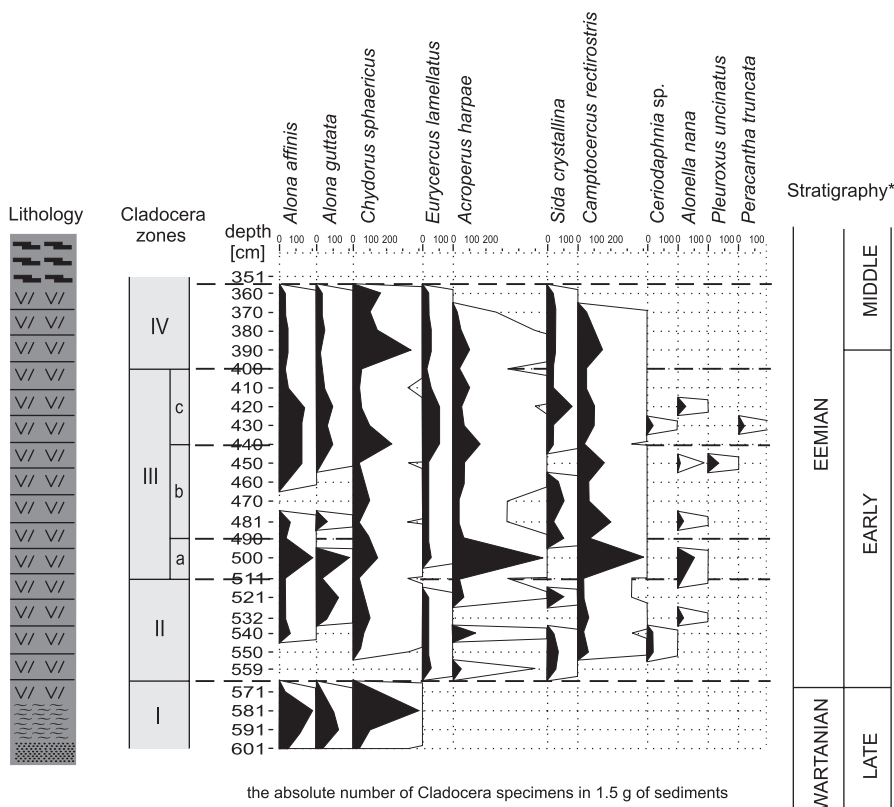 Alona affinis
Alona guttata
Chydorus sphaericus
Eurycercus lamellatus
Acroperus harpae
Sida crystallina
Camptocercus rectirostris
Ceriodaphnia sp.
Alonella nana
Pleuroxus uncinatus
Peracantha truncata
Stratigraphy*
Lithology
Cladocera
zones
depth
[cm]
0 100 0 100 0 100 200 0 100 0 100 200 0 100 0 100 200 0 100 0 100 0 100 0 100
351
360
370
380
390
400
410
420
430
440
450
460
470
481
490
500
511
521
532
540
550
559
571
581
591
601
IV
III
c
b
a
II
I
MIDDLE
EEMIAN
EARLY
WARTANIAN
LATE
the absolute number of Cladocera specimens in 1.5 g of sediments